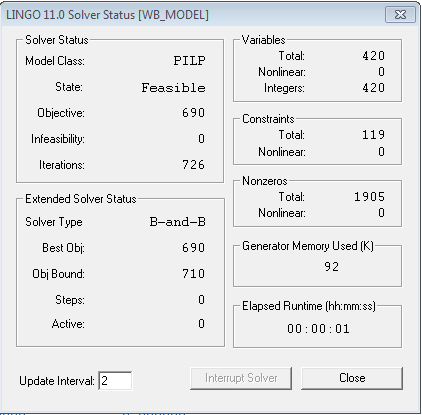 LINGO 11.0 Solver Status [WB_MODEL]
Solver Status
Model Class: PILP
State: Feasible
Objective: 690
Infeasibility: 0
Iterations: 726
Extended Solver Status
Solver Type B-and-B
Best Obj: 690
Obj Bound: 710
Steps: 0
Active: 0
Update Interval: 2
Variables
Total: 420
Nonlinear: 0
Integers: 420
Constraints
Total: 119
Nonlinear: 0
Nonzeros
Total: 1905
Nonlinear: 0
Generator Memory Used (K)
92
Elapsed Runtime (hh:mm:ss)
00:00:01
Interrupt Solver
Close